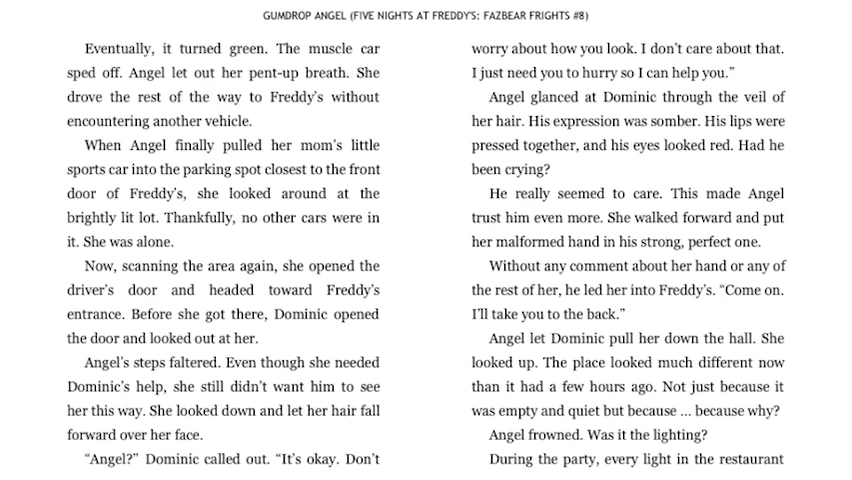 GUMDROP ANGEL (FIVE NIGHTS AT FREDDY'S: FAZBEAR FRIGHTS #8)
Eventually, it turned green. The muscle car
sped off. Angel let out her pent-up breath. She
drove the rest of the way to Freddy's without
encountering another vehicle.
When Angel finally pulled her mom's little
sports car into the parking spot closest to the front
door of Freddy's, she looked around at the
brightly lit lot. Thankfully, no other cars were in
it. She was alone.
Now, scanning the area again, she opened the
driver's door and headed toward Freddy's
entrance. Before she got there, Dominic opened
the door and looked out at her.
Angel's steps faltered. Even though she needed
Dominic's help, she still didn't want him to see
her this way. She looked down and let her hair fall
forward over her face.
“Angel?” Dominic called out. “It's okay. Don't
worry about how you look. I don't care about that.
I just need you to hurry so I can help you.”
Angel glanced at Dominic through the veil of
her hair. His expression was somber. His lips were
pressed together, and his eyes looked red. Had he
been crying?
He really seemed to care. This made Angel
trust him even more. She walked forward and put
her malformed hand in his strong, perfect one.
Without any comment about her hand or any of
the rest of her, he led her into Freddy's. “Come on.
I'll take you to the back.”
Angel let Dominic pull her down the hall. She
looked up. The place looked much different now
than it had a few hours ago. Not just because it
was empty and quiet but because ... because why?
Angel frowned. Was it the lighting?
During the party, every light in the restaurant